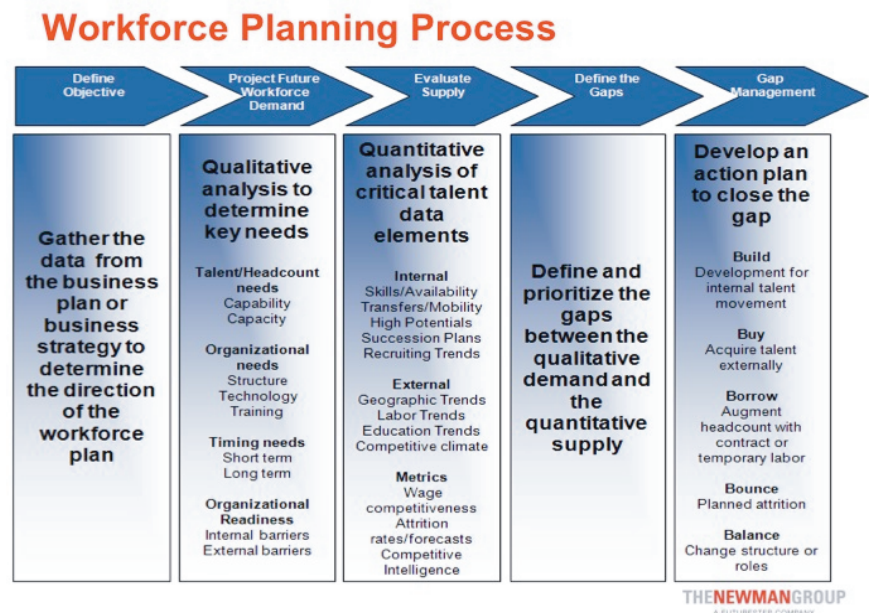 Workforce Planning Process
Define
Objective
Project Future
Workforce
Demand
Evaluate
Supply
Define the
Gaps
Gap
Management
Gather the
data from
the business
plan or
business
strategy to
determine
the direction
of the
workforce
plan
Qualitative
analysis to
determine
key needs
Talent/Headcount
needs
Capability
Capacity
Organizational
needs
Structure
Technology
Training
Timing needs
Short term
Long term
Organizational
Readiness
Internal barriers
External barriers
Quantitative
analysis of
critical talent
data
elements
Internal
Skills/Availability
Transfers/Mobility
High Potentials
Succession Plans
Recruiting Trends
External
Geographic Trends
Labor Trends
Education Trends
Competitive climate
Metrics
Wage
competitiveness
Attrition
rates/forecasts
Competitive
Intelligence
Define and
prioritize the
gaps
between the
qualitative
demand and
the
quantitative
supply
Develop an
action plan
to close the
gap
Build
Development for
internal talent
movement
Buy
Acquire talent
externally
Borrow
Augment
headcount with
contract or
temporary labor
Bounce
Planned attrition
Balance
Change structure or
roles
THENEWMANGROUP
A FUTURESTEP COMPANY